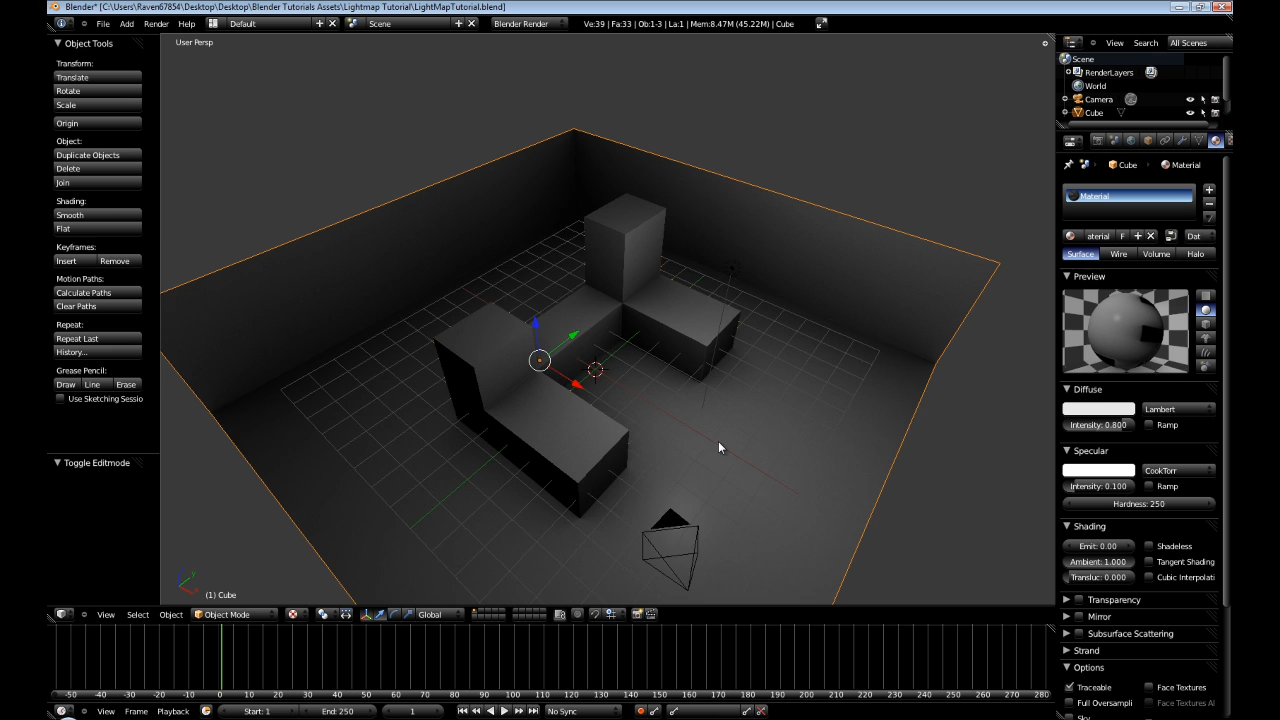 Blender* [C:\Users\Raven67854\Desktop\Desktop\Blender Tutorials Assets\Lightmap Tutorial\LightMapTutorial.blend]
File Add Render Help Default Scene Blender Render Ve:39 | Fa:33 | Ob:1-3 | La:1 | Mem:8.47M (45.22M) | Cube
Object Tools
Transform:
Translate
Rotate
Scale
Origin
Object:
Duplicate Objects
Delete
Join
Shading:
Smooth
Flat
Keyframes:
Insert Remove
Motion Paths:
Calculate Paths
Clear Paths
Repeat:
Repeat Last
History...
Grease Pencil:
Draw Line Erase
Use Sketching Sessio
Toggle Editmode
User Persp
(1) Cube
View Select Object Object Mode Global
-50 -40 -30 -20 -10 0 10 20 30 40 50 60 70 80 90 100 110 120 130 140 150 160 170 180 190 200 210 220 230 240 250 260 270 280
View Frame Playback Start: 1 End: 250 1 No Sync
View Search All Scenes
Scene
RenderLayers
World
Camera
Cube
Cube Material
Material
aterial F Dat
Surface Wire Volume Halo
Preview
Diffuse
Lambert
Intensity: 0.800 Ramp
Specular
CookTorr
Intensity: 0.100 Ramp
Hardness: 250
Shading
Emit: 0.00 Shadeless
Ambient: 1.000 Tangent Shading
Transluc: 0.000 Cubic Interpolati
Transparency
Mirror
Subsurface Scattering
Strand
Options
Traceable Face Textures
Full Oversampli Face Textures Al
Sky